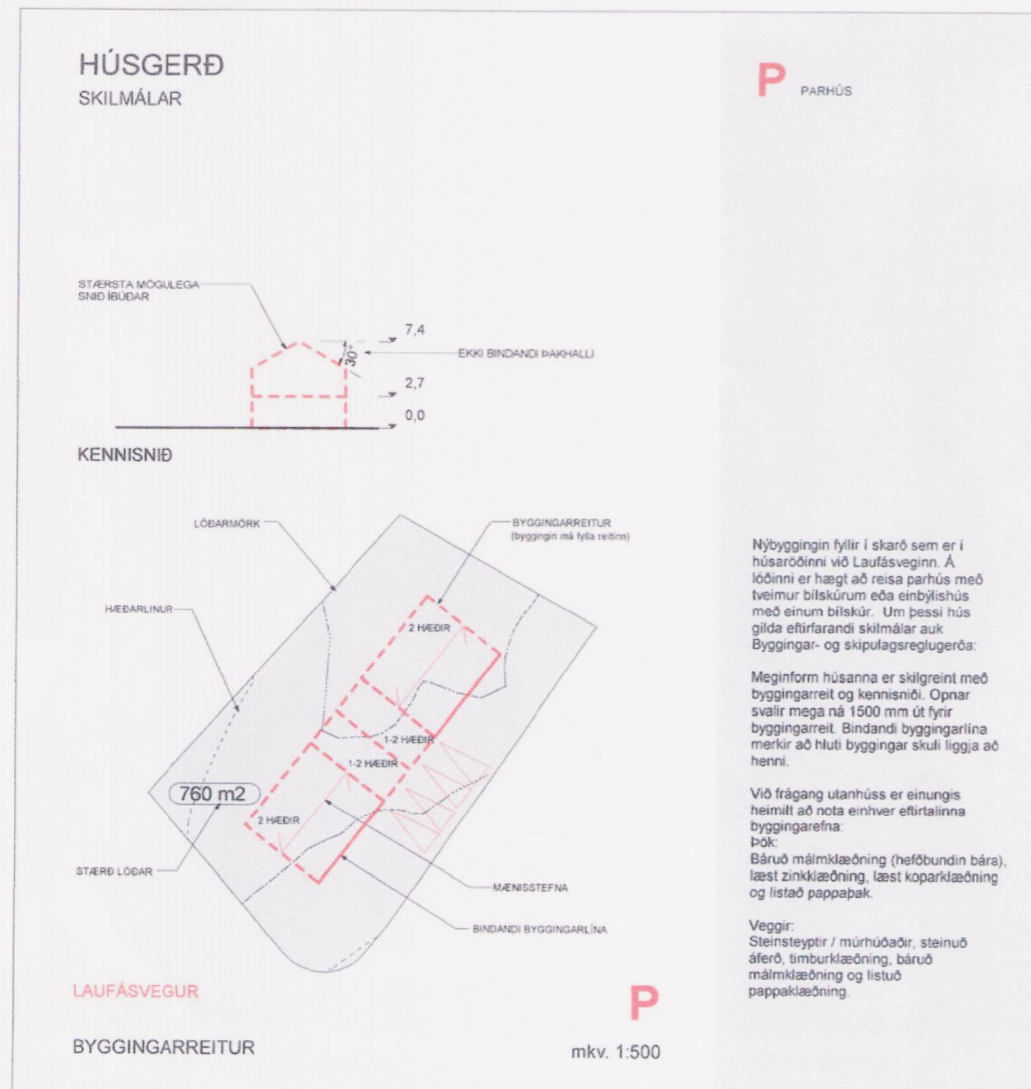 HÚSGERÐ
SKILMÁLAR
P PARHÚS
STÆRSTA MÖGULEGA
SNIÐ ÍBÚÐAR
7,4
30°
EKKI BINDANDI ÞAKHALLI
2,7
0,0
KENNISNIÐ
LÓÐARMÖRK
BYGGINGARREITUR
(byggingin má fylla reitinn)
HÆÐARLINUR
2 HÆÐIR
1-2 HÆÐIR
1-2 HÆÐIR
760 m2
2 HÆÐIR
STÆRÐ LÓÐAR
MÆNISSTEFNA
BINDANDI BYGGINGARLÍNA
LAUFÁSVEGUR
P
BYGGINGARREITUR
mkv. 1:500
Nýbyggingin fyllir í skarð sem er í
húsaröðinni við Laufásveginn. Á
lóðinni er hægt að reisa parhús með
tveimur bílskúrum eða einbýlishús
með einum bílskúr. Um þessi hús
gilda eftirfarandi skilmálar auk
Byggingar- og skipulagsreglugerða:
Meginform húsanna er skilgreint með
byggingarreit og kennisniði. Opnar
svalir mega ná 1500 mm út fyrir
byggingarreit. Bindandi byggingarlína
merkir að hluti byggingar skuli liggja að
henni.
Við frágang utanhúss er einungis
heimilt að nota einhver eftirtalinna
byggingarefna:
Þök:
Báruð málmklæðning (hefðbundin bára),
læst zinkklæðning, læst koparklæðning
og listað pappaþak.
Veggir:
Steinsteyptir / múrhúðaðir, steinuð
áferð, timburklæðning, báruð
málmklæðning og listuð
pappaklæðning.